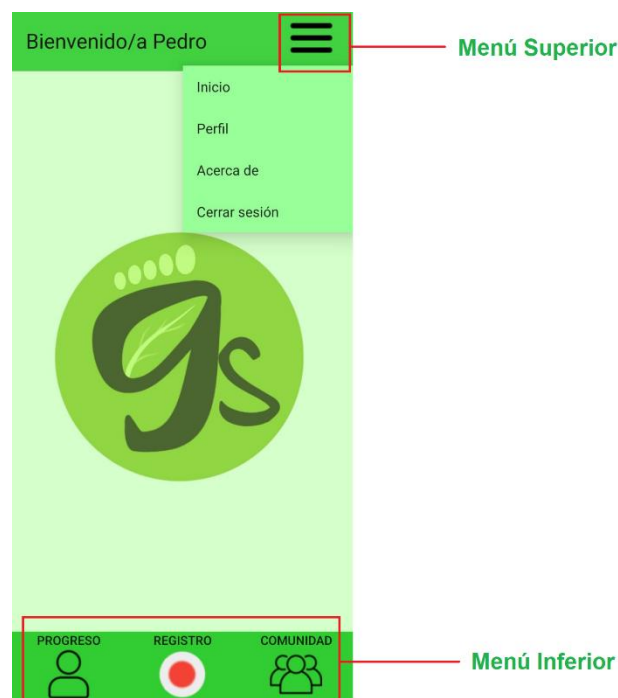 Bienvenido/a Pedro
Menú Superior
Inicio
Perfil
Acerca de
Cerrar sesión
gs
PROGRESO REGISTRO COMUNIDAD
Menú Inferior